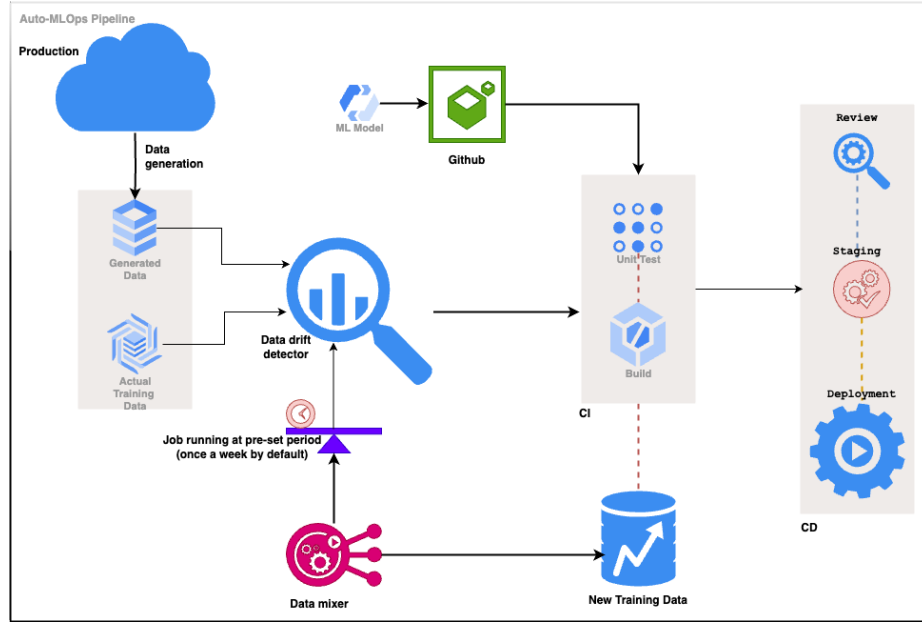 Auto-MLOps Pipeline
Production
Data
generation
ML Model
Github
Review
Generated
Data
Unit Test
Staging
Data drift
detector
Actual
Training
Data
Build
Deployment
CI
Job running at pre-set period
(once a week by default)
CD
Data mixer
New Training Data